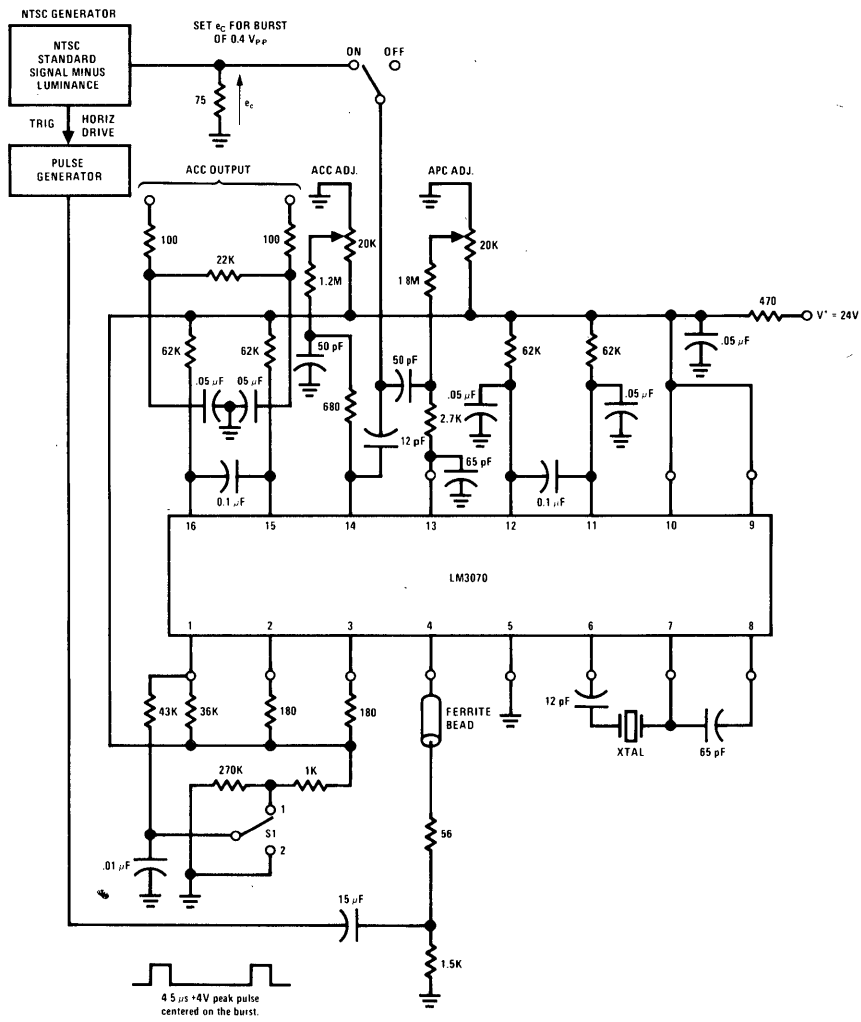 NTSC GENERATOR
NTSC
STANDARD
SIGNAL MINUS
LUMINANCE
SET eC FOR BURST
OF 0.4 VP-P
ON
OFF
75
eC
TRIG
HORIZ
DRIVE
PULSE
GENERATOR
ACC OUTPUT
ACC ADJ.
APC ADJ.
100
100
20K
20K
22K
1.2M
1 8M
470
V+ = 24V
62K
62K
50 pF
50 pF
62K
62K
.05 µF
.05 µF
05 µF
680
2.7K
.05 µF
.05 µF
12 pF
65 pF
0.1 µF
0.1 µF
16
15
14
13
12
11
10
9
LM3070
1
2
3
4
5
6
7
8
43K
36K
180
180
FERRITE
BEAD
12 pF
XTAL
65 pF
270K
1K
1
S1
2
56
.01 µF
15 µF
1.5K
4 5 µs +4V peak pulse
centered on the burst.